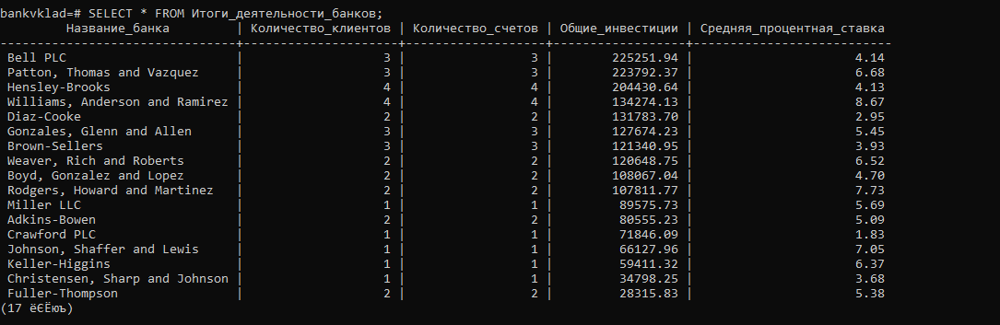 bankvklad=# SELECT * FROM Итоги_деятельности_банков;
Название_банка | Количество_клиентов | Количество_счетов | Общие_инвестиции | Средняя_процентная_ставка
---------------------------------+---------------------+-------------------+------------------+---------------------------
Bell PLC | 3 | 3 | 225251.94 | 4.14
Patton, Thomas and Vazquez | 3 | 3 | 223792.37 | 6.68
Hensley-Brooks | 4 | 4 | 204430.64 | 4.13
Williams, Anderson and Ramirez | 4 | 4 | 134274.13 | 8.67
Diaz-Cooke | 2 | 2 | 131783.70 | 2.95
Gonzales, Glenn and Allen | 3 | 3 | 127674.23 | 5.45
Brown-Sellers | 3 | 3 | 121340.95 | 3.93
Weaver, Rich and Roberts | 2 | 2 | 120648.75 | 6.52
Boyd, Gonzalez and Lopez | 2 | 2 | 108067.04 | 4.70
Rodgers, Howard and Martinez | 2 | 2 | 107811.77 | 7.73
Miller LLC | 1 | 1 | 89575.73 | 5.69
Adkins-Bowen | 2 | 2 | 80555.23 | 5.09
Crawford PLC | 1 | 1 | 71846.09 | 1.83
Johnson, Shaffer and Lewis | 1 | 1 | 66127.96 | 7.05
Keller-Higgins | 1 | 1 | 59411.32 | 6.37
Christensen, Sharp and Johnson | 1 | 1 | 34798.25 | 3.68
Fuller-Thompson | 2 | 2 | 28315.83 | 5.38
(17 ёЄЁюъ)